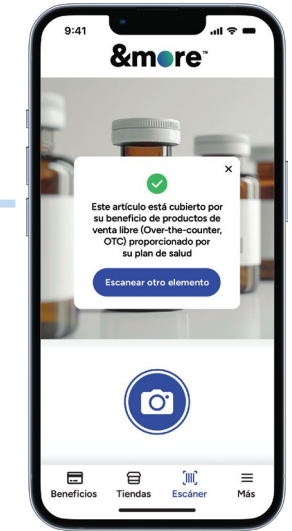 9:41
&more™
Este artículo está cubierto por
su beneficio de productos de
venta libre (Over-the-counter,
OTC) proporcionado por
su plan de salud
Escanear otro elemento
Beneficios Tiendas Escáner Más